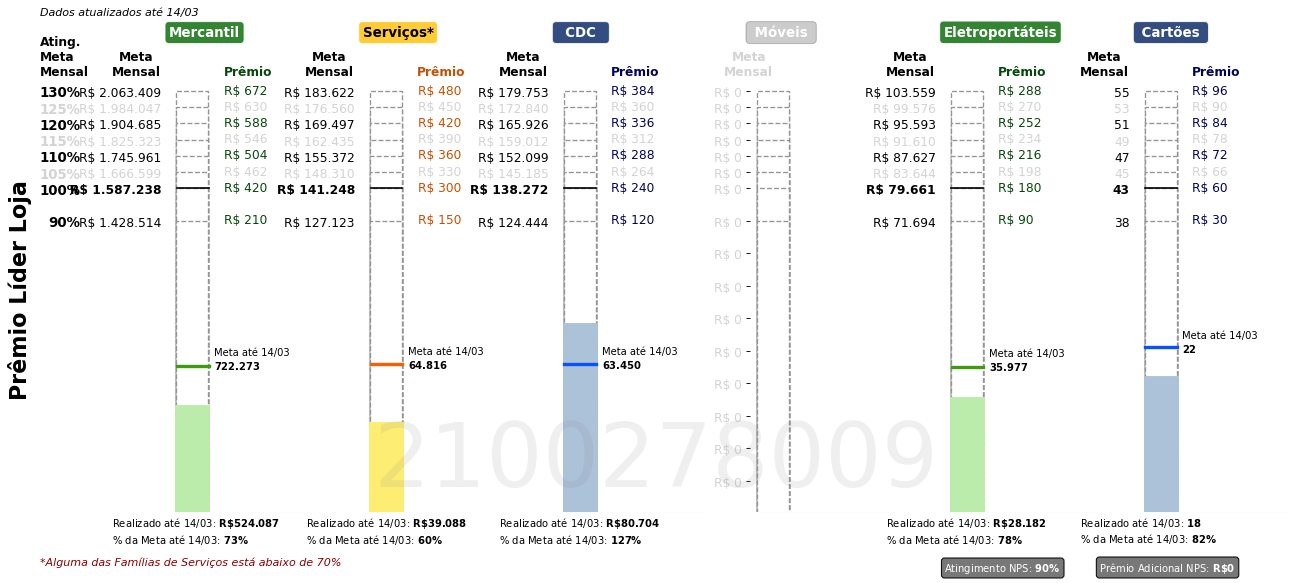 Dados atualizados até 14/03
Mercantil Serviços* CDC Móveis Eletroportáteis Cartões
Ating. Meta Mensal Meta Mensal Prêmio Meta Mensal Prêmio Meta Mensal Prêmio Meta Mensal Meta Mensal Prêmio Meta Mensal Prêmio
130% R$ 2.063.409 R$ 672 R$ 183.622 R$ 480 R$ 179.753 R$ 384 R$ 0 R$ 103.559 R$ 288 55 R$ 96
125% R$ 1.984.047 R$ 630 R$ 176.560 R$ 450 R$ 172.840 R$ 360 R$ 0 R$ 99.576 R$ 270 53 R$ 90
120% R$ 1.904.685 R$ 588 R$ 169.497 R$ 420 R$ 165.926 R$ 336 R$ 0 R$ 95.593 R$ 252 51 R$ 84
115% R$ 1.825.323 R$ 546 R$ 162.435 R$ 390 R$ 159.012 R$ 312 R$ 0 R$ 91.610 R$ 234 49 R$ 78
110% R$ 1.745.961 R$ 504 R$ 155.372 R$ 360 R$ 152.099 R$ 288 R$ 0 R$ 87.627 R$ 216 47 R$ 72
105% R$ 1.666.599 R$ 462 R$ 148.310 R$ 330 R$ 145.185 R$ 264 R$ 0 R$ 83.644 R$ 198 45 R$ 66
100% R$ 1.587.238 R$ 420 R$ 141.248 R$ 300 R$ 138.272 R$ 240 R$ 0 R$ 79.661 R$ 180 43 R$ 60
90% R$ 1.428.514 R$ 210 R$ 127.123 R$ 150 R$ 124.444 R$ 120 R$ 0 R$ 71.694 R$ 90 38 R$ 30
R$ 0
R$ 0
R$ 0
R$ 0
R$ 0
R$ 0
R$ 0
R$ 0
Prêmio Líder Loja
Meta até 14/03 722.273
Meta até 14/03 64.816
Meta até 14/03 63.450
Meta até 14/03 35.977
Meta até 14/03 22
2100278009
Realizado até 14/03: R$524.087 Realizado até 14/03: R$39.088 Realizado até 14/03: R$80.704 Realizado até 14/03: R$28.182 Realizado até 14/03: 18
% da Meta até 14/03: 73% % da Meta até 14/03: 60% % da Meta até 14/03: 127% % da Meta até 14/03: 78% % da Meta até 14/03: 82%
*Alguma das Famílias de Serviços está abaixo de 70% Atingimento NPS: 90% Prêmio Adicional NPS: R$0